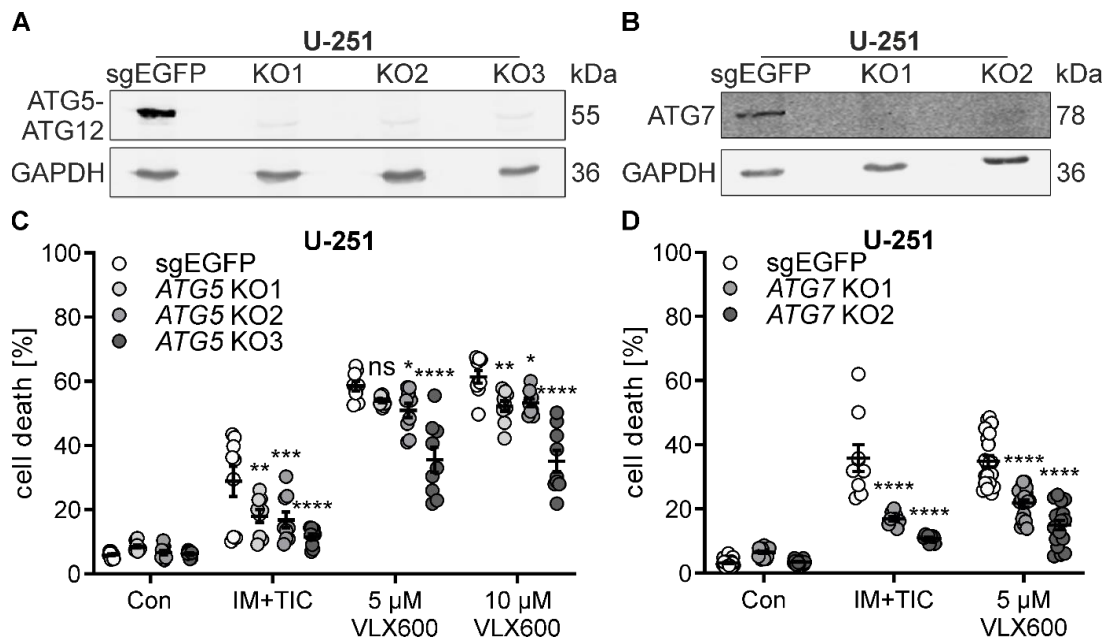 A
U-251
sgEGFP KO1 KO2 KO3 kDa
ATG5-
ATG12
55
GAPDH
36
B
U-251
sgEGFP KO1 KO2 kDa
ATG7
78
GAPDH
36
C
U-251
cell death [%]
100
80
60
40
20
0
sgEGFP
ATG5 KO1
ATG5 KO2
ATG5 KO3
** *** ****
ns * ****
** * ****
Con
IM+TIC
5 µM
VLX600
10 µM
VLX600
D
U-251
cell death [%]
100
80
60
40
20
0
sgEGFP
ATG7 KO1
ATG7 KO2
**** ****
**** ****
Con
IM+TIC
5 µM
VLX600